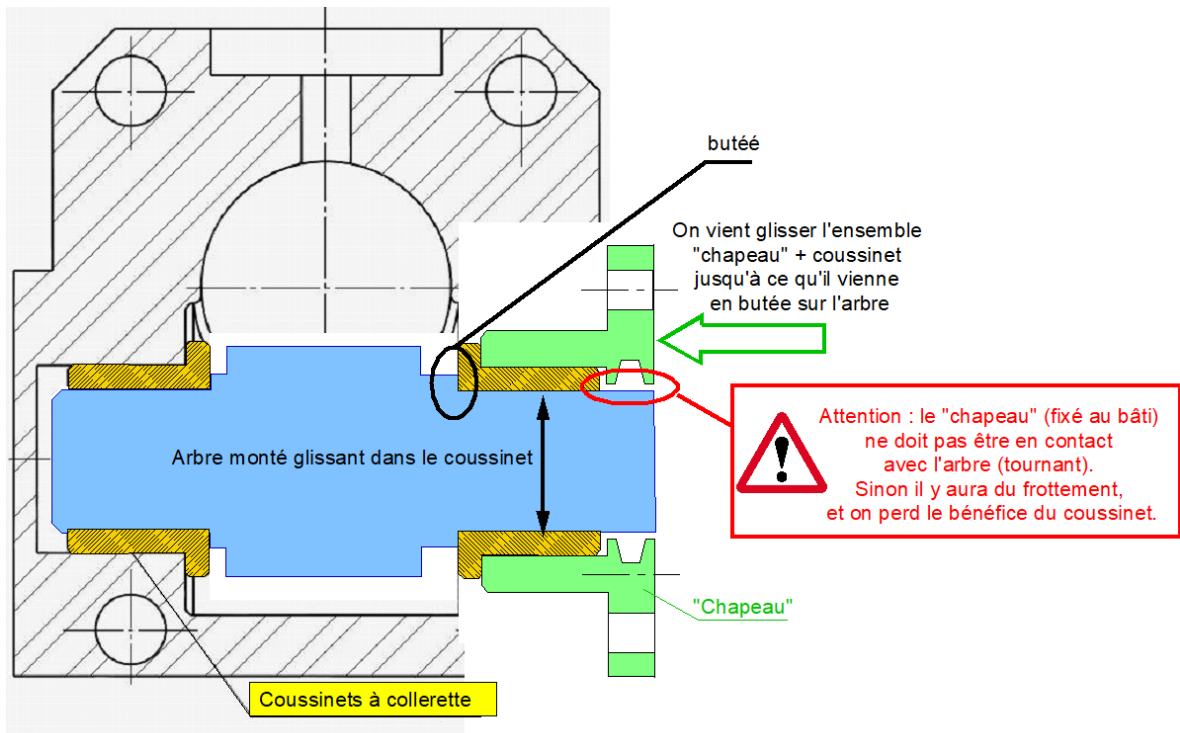 butéé
On vient glisser l'ensemble
"chapeau" + coussinet
jusqu'à ce qu'il vienne
en butée sur l'arbre
Attention : le "chapeau" (fixé au bâti)
ne doit pas être en contact
avec l'arbre (tournant).
Sinon il y aura du frottement,
et on perd le bénéfice du coussinet.
Arbre monté glissant dans le coussinet
"Chapeau"
Coussinets à collerette